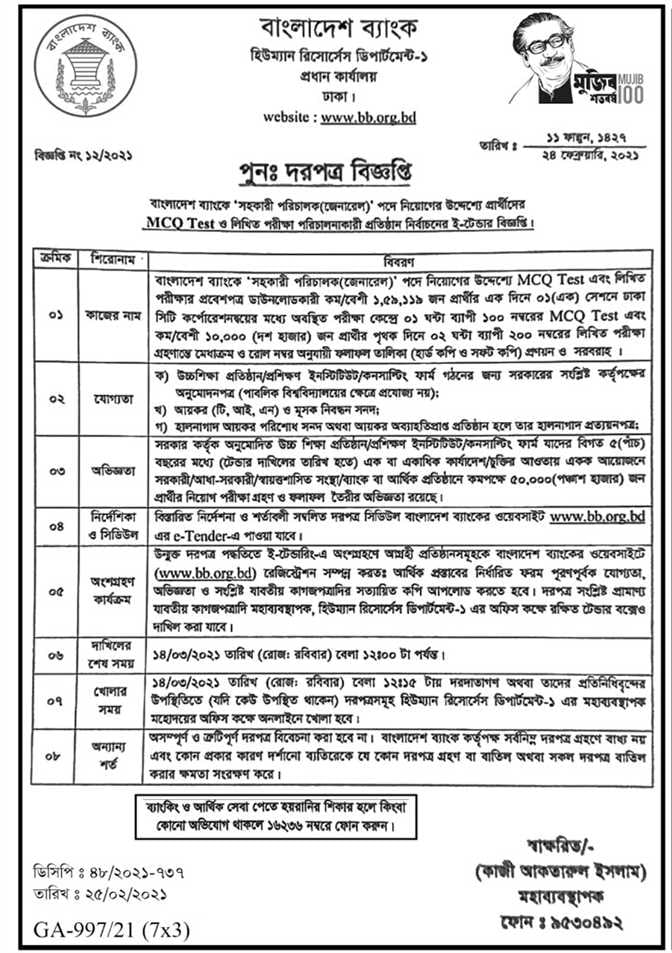 বাংলাদেশ ব্যাংক
বাংলাদেশ ব্যাংক
হিউম্যান রিসোর্সেস ডিপার্টমেন্ট-১
প্রধান কার্যালয়
ঢাকা।
website : www.bb.org.bd
মুজিব
শতবর্ষ
MUJIB
100
বিজ্ঞপ্তি নং ১২/২০২১
তারিখ :
১১ ফাল্গুন, ১৪২৭
২৪ ফেব্রুয়ারি, ২০২১
পুনঃ দরপত্র বিজ্ঞপ্তি
বাংলাদেশ ব্যাংকে ‘সহকারী পরিচালক(জেনারেল)’ পদে নিয়োগের উদ্দেশ্যে প্রার্থীদের
MCQ Test ও লিখিত পরীক্ষা পরিচালনাকারী প্রতিষ্ঠান নির্বাচনের ই-টেন্ডার বিজ্ঞপ্তি।
ক্রমিক শিরোনাম বিবরণ
০১ কাজের নাম
বাংলাদেশ ব্যাংকে ‘সহকারী পরিচালক(জেনারেল)’ পদে নিয়োগের উদ্দেশ্যে MCQ Test এবং লিখিত
পরীক্ষার প্রবেশপত্র ডাউনলোডকারী কম/বেশী ১,৫৯,১১৯ জন প্রার্থীর এক দিনে ০১(এক) সেশনে ঢাকা
সিটি কর্পোরেশনদ্বয়ের মধ্যে অবস্থিত পরীক্ষা কেন্দ্রে ০১ ঘন্টা ব্যাপী ১০০ নম্বরের MCQ Test এবং
কম/বেশী ১০,০০০ (দশ হাজার) জন প্রার্থীর পৃথক দিনে ০২ ঘন্টা ব্যাপী ২০০ নম্বরের লিখিত পরীক্ষা
গ্রহণান্তে মেধাক্রম ও রোল নম্বর অনুযায়ী ফলাফল তালিকা (হার্ড কপি ও সফট কপি) প্রণয়ন ও সরবরাহ ।
০২ যোগ্যতা
ক) উচ্চশিক্ষা প্রতিষ্ঠান/প্রশিক্ষণ ইনস্টিটিউট/কনসাল্টিং ফার্ম গঠনের জন্য সরকারের সংশ্লিষ্ট কর্তৃপক্ষের
অনুমোদনপত্র (পাবলিক বিশ্ববিদ্যালয়ের ক্ষেত্রে প্রযোজ্য নয়);
খ) আয়কর (টি, আই, এন) ও মূসক নিবন্ধন সনদ;
গ) হালনাগাদ আয়কর পরিশোধ সনদ অথবা আয়কর অব্যাহতিপ্রাপ্ত প্রতিষ্ঠান হলে তার হালনাগাদ প্রত্যয়নপত্র;
০৩ অভিজ্ঞতা
সরকার কর্তৃক অনুমোদিত উচ্চ শিক্ষা প্রতিষ্ঠান/প্রশিক্ষণ ইনস্টিটিউট/কনসাল্টিং ফার্ম যাদের বিগত ৫(পাঁচ)
বছরের মধ্যে (টেন্ডার দাখিলের তারিখ হতে) এক বা একাধিক কার্যাদেশ/চুক্তির আওতায় একক আয়োজনে
সরকারী/আধা-সরকারী/স্বায়ত্তশাসিত সংস্থা/ব্যাংক বা আর্থিক প্রতিষ্ঠানে কমপক্ষে ৫০,০০০(পঞ্চাশ হাজার) জন
প্রার্থীর নিয়োগ পরীক্ষা গ্রহণ ও ফলাফল তৈরীর অভিজ্ঞতা রয়েছে।
০৪ নির্দেশিকা
ও সিডিউল
বিস্তারিত নির্দেশনা ও শর্তাবলী সম্বলিত দরপত্র সিডিউল বাংলাদেশ ব্যাংকের ওয়েবসাইট www.bb.org.bd
এর e-Tender-এ পাওয়া যাবে।
০৫ অংশগ্রহণ
কার্যক্রম
উন্মুক্ত দরপত্র পদ্ধতিতে ই-টেন্ডারিং-এ অংশগ্রহণে আগ্রহী প্রতিষ্ঠানসমূহকে বাংলাদেশ ব্যাংকের ওয়েবসাইটে
(www.bb.org.bd) রেজিস্ট্রেশন সম্পন্ন করতঃ আর্থিক প্রস্তাবের নির্ধারিত ফরম পূরণপূর্বক যোগ্যতা,
অভিজ্ঞতা ও সংশ্লিষ্ট যাবতীয় কাগজপত্রাদির সত্যায়িত কপি আপলোড করতে হবে। দরপত্র সংশ্লিষ্ট প্রামাণ্য
যাবতীয় কাগজপত্রাদি মহাব্যবস্থাপক, হিউম্যান রিসোর্সেস ডিপার্টমেন্ট-১ এর অফিস কক্ষে রক্ষিত টেন্ডার বক্সেও
দাখিল করা যাবে।
০৬ দাখিলের
শেষ সময়
১৪/০৩/২০২১ তারিখ (রোজ: রবিবার) বেলা ১২ঃ০০ টা পর্যন্ত।
০৭ খোলার
সময়
১৪/০৩/২০২১ তারিখ (রোজ: রবিবার) বেলা ১২ঃ১৫ টায় দরদাতাগণ অথবা তাদের প্রতিনিধিবৃন্দের
উপস্থিতিতে (যদি কেউ উপস্থিত থাকেন) দরপত্রসমূহ হিউম্যান রিসোর্সেস ডিপার্টমেন্ট-১ এর মহাব্যবস্থাপক
মহোদয়ের অফিস কক্ষে অনলাইনে খোলা হবে।
০৮ অন্যান্য
শর্ত
অসম্পূর্ণ ও ত্রুটিপূর্ণ দরপত্র বিবেচনা করা হবে না। বাংলাদেশ ব্যাংক কর্তৃপক্ষ সর্বনিম্ন দরপত্র গ্রহণে বাধ্য নয়
এবং কোন প্রকার কারণ দর্শানো ব্যতিরেকে যে কোন দরপত্র গ্রহণ বা বাতিল অথবা সকল দরপত্র বাতিল
করার ক্ষমতা সংরক্ষণ করে।
ব্যাংকিং ও আর্থিক সেবা পেতে হয়রানির শিকার হলে কিংবা
কোনো অভিযোগ থাকলে ১৬২৩৬ নম্বরে ফোন করুন।
স্বাক্ষরিত/-
(কাজী আকতারুল ইসলাম)
মহাব্যবস্থাপক
ফোন : ৯৫৩০৪৯২
ডিসিপি : ৪৮/২০২১-৭৩৭
তারিখ : ২৫/০২/২০২১
GA-997/21 (7x3)